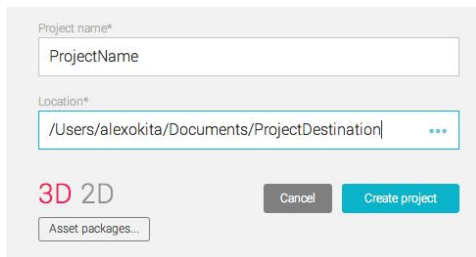 Project name*
ProjectName
Location*
/Users/alexokita/Documents/ProjectDestination
3D 2D
Cancel
Create project
Asset packages...